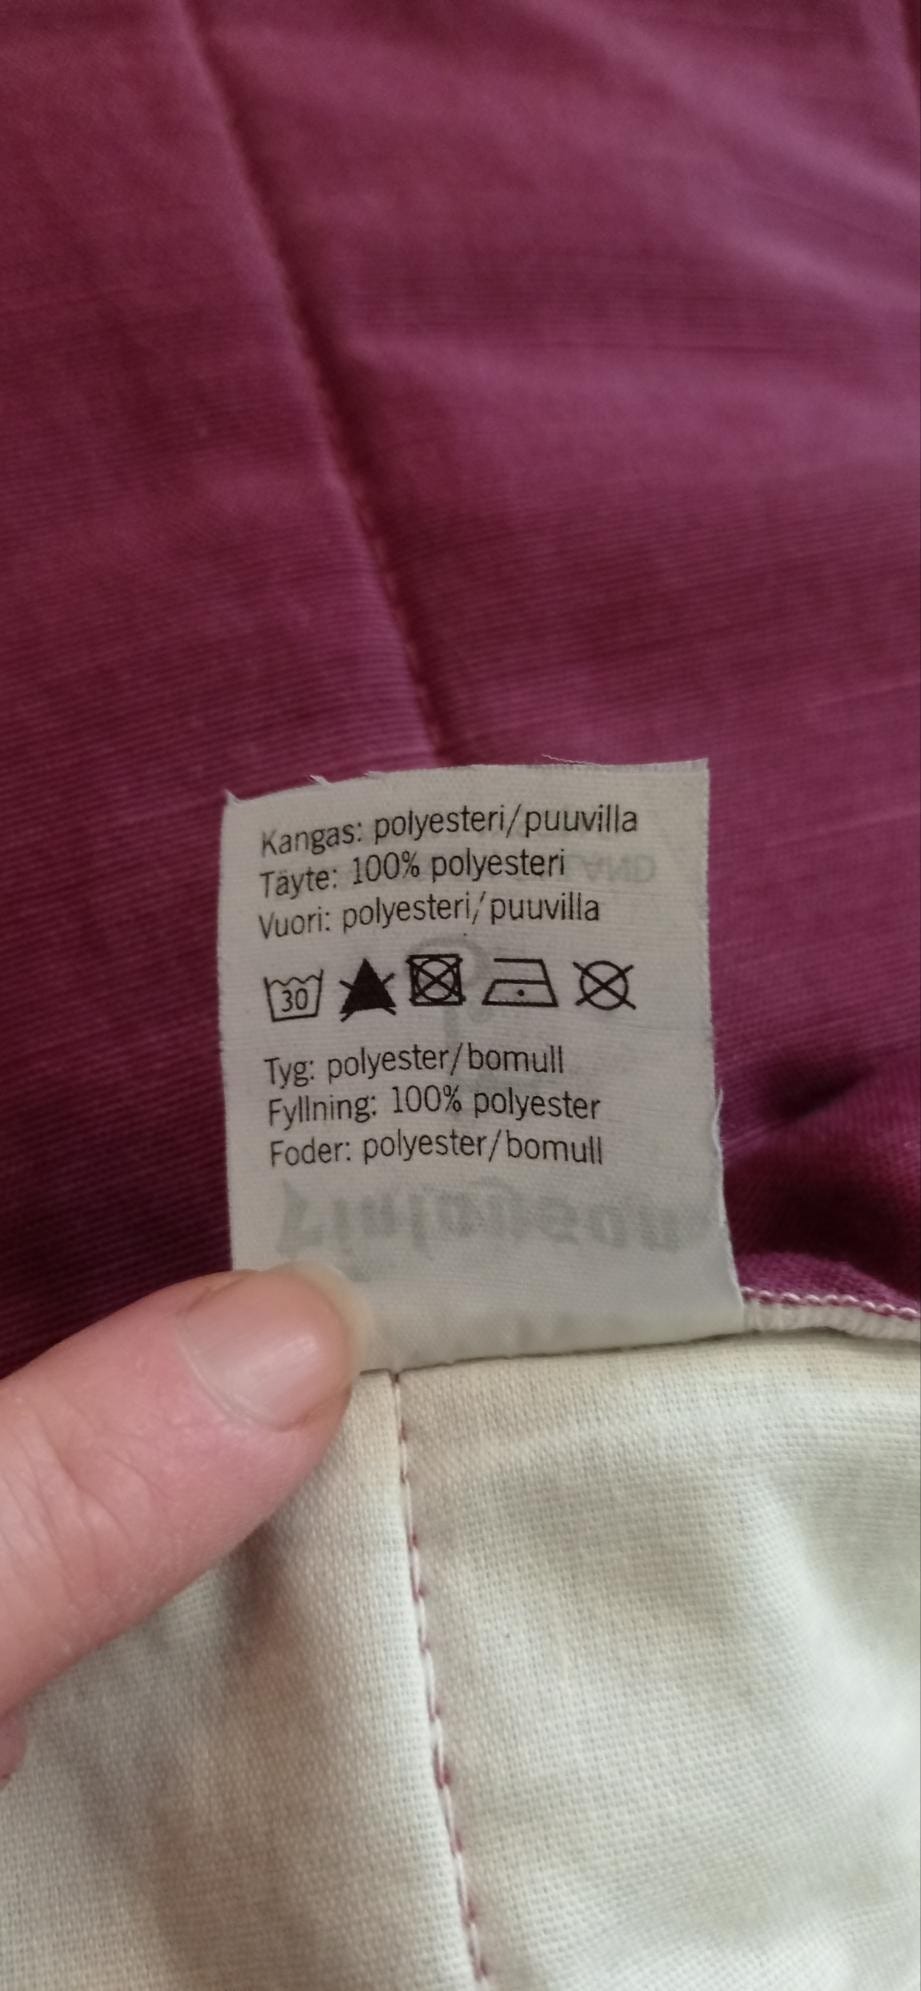 Kangas: polyesteri/puuvilla
Täyte: 100% polyesteri
Vuori: polyesteri/puuvilla
30
Tyg: polyester/bomull
Fyllning: 100% polyester
Foder: polyester/bomull